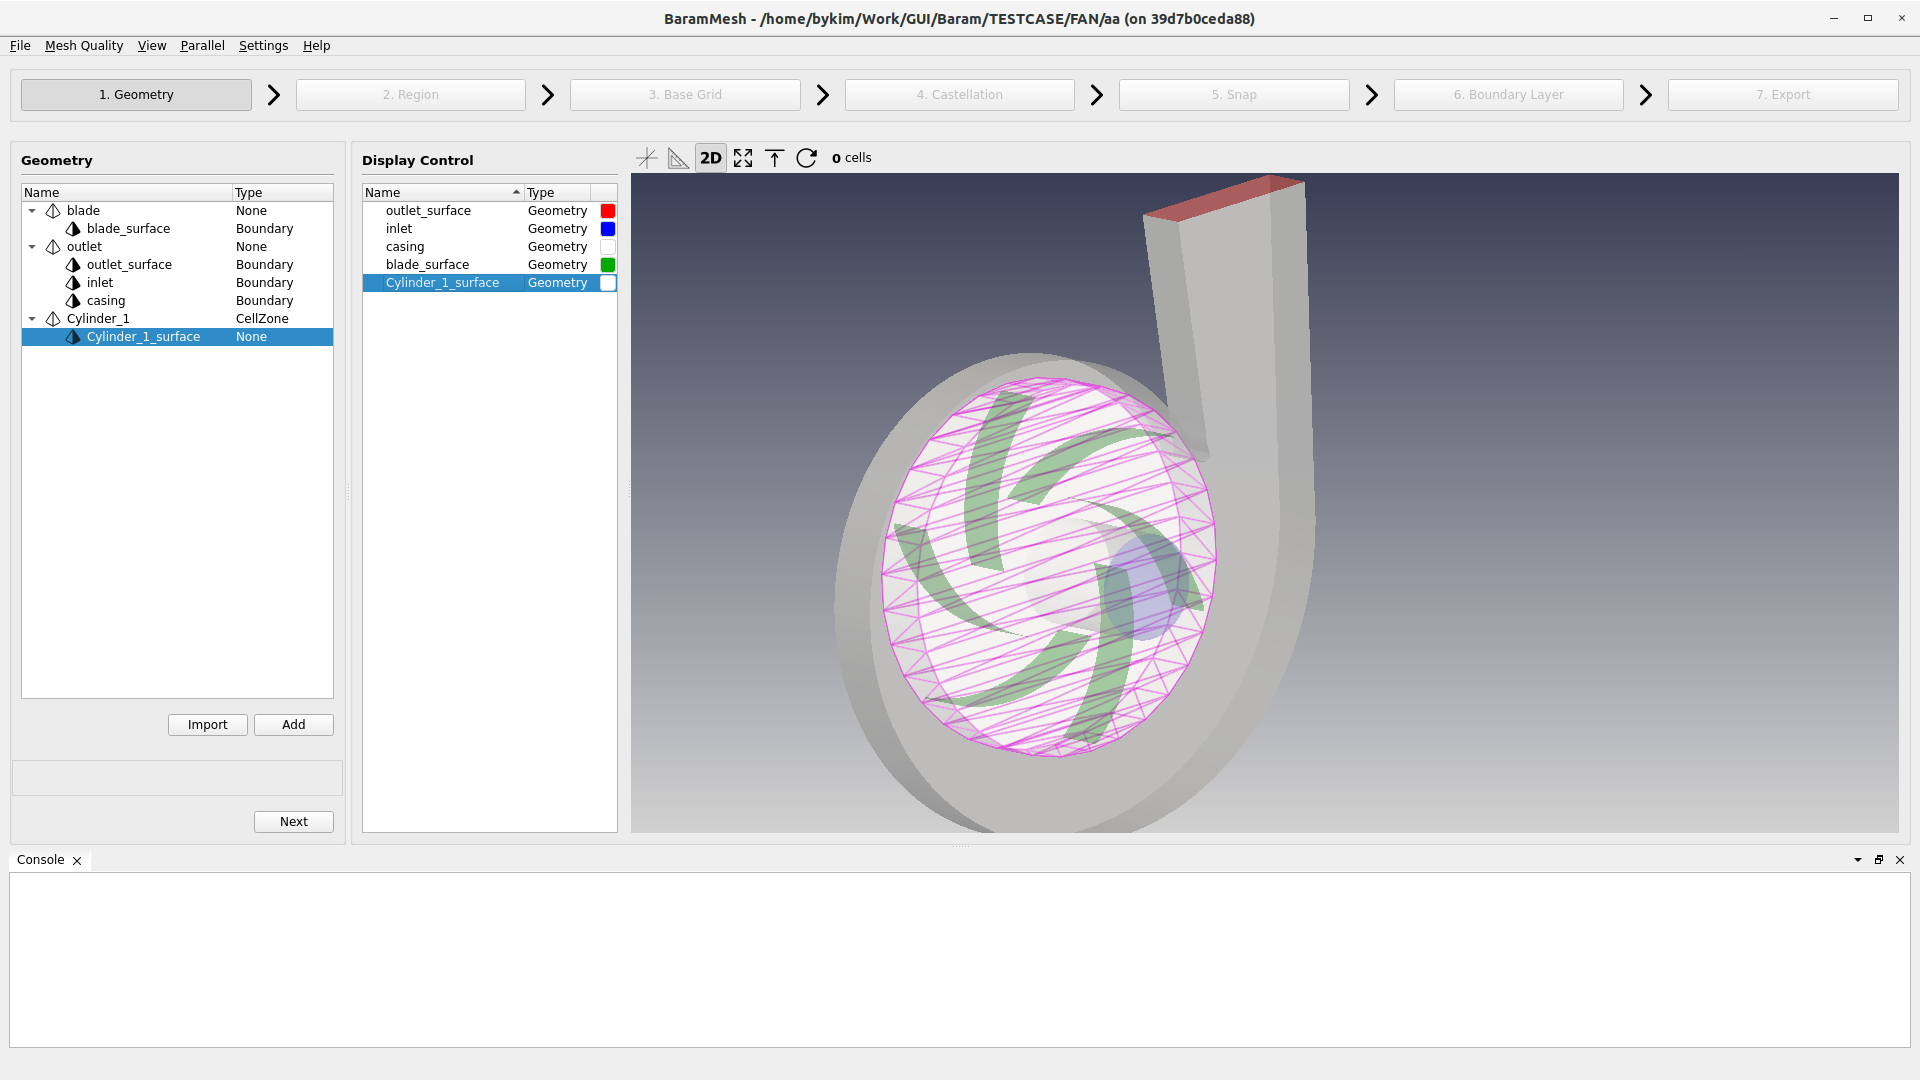 BaramMesh - /home/bykim/Work/GUI/Baram/TESTCASE/FAN/aa (on 39d7b0ceda88)
File Mesh Quality View Parallel Settings Help
1. Geometry 2. Region 3. Base Grid 4. Castellation 5. Snap 6. Boundary Layer 7. Export
Geometry
Name Type
blade None
blade_surface Boundary
outlet None
outlet_surface Boundary
inlet Boundary
casing Boundary
Cylinder_1 CellZone
Cylinder_1_surface None
Import Add
Next
Display Control
Name Type
outlet_surface Geometry
inlet Geometry
casing Geometry
blade_surface Geometry
Cylinder_1_surface Geometry
2D 0 cells
Console